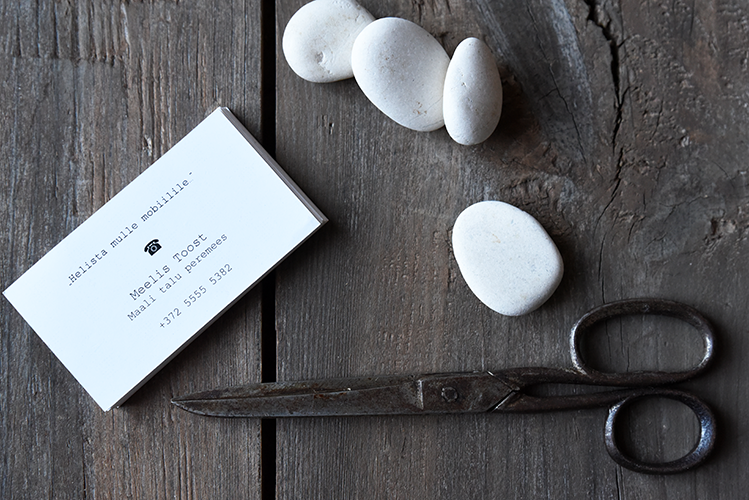 „Helista mulle mobiilile.“
Meelis Toost
Maali talu peremees
+372 5555 5382